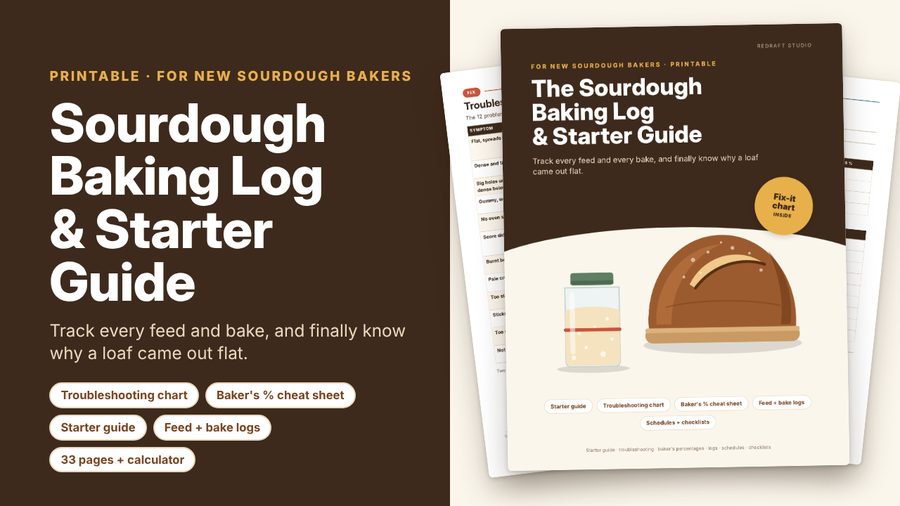 PRINTABLE · FOR NEW SOURDOUGH BAKERS
Sourdough
Baking Log
& Starter
Guide
Track every feed and bake, and finally know
why a loaf came out flat.
Troubleshooting chart
Baker's % cheat sheet
Starter guide
Feed + bake logs
33 pages + calculator
REDRAFT STUDIO
FOR NEW SOURDOUGH BAKERS · PRINTABLE
The Sourdough
Baking Log
& Starter Guide
Track every feed and every bake, and finally know why a loaf
came out flat.
Fix-it
chart
INSIDE
Starter guide
Troubleshooting chart
Baker's % cheat sheet
Feed + bake logs
Schedules + checklists
Starter guide · troubleshooting · baker's percentages · logs · schedules · checklists
FIX
The 12
SYMPTOM
Flat,
Dense and
Big holes
Gummy,
No oven
Score
Burnt
Pale
Too
Too